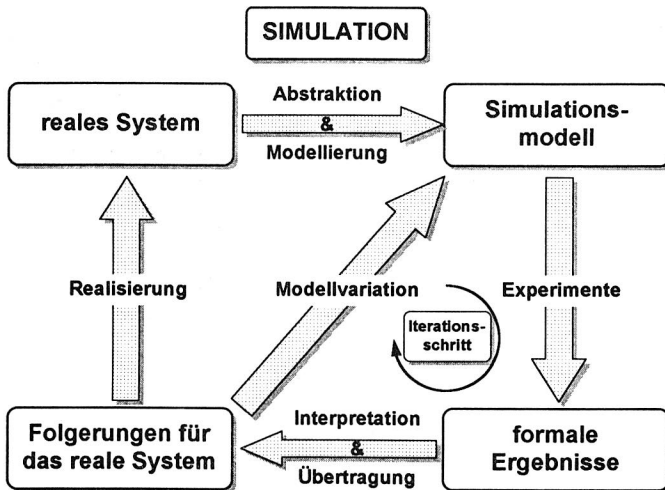 SIMULATION
reales System
Abstraktion
&
Modellierung
Simulations-
modell
Realisierung
Modellvariation
Iterations-
schritt
Experimente
Folgerungen für
das reale System
Interpretation
&
Übertragung
formale
Ergebnisse